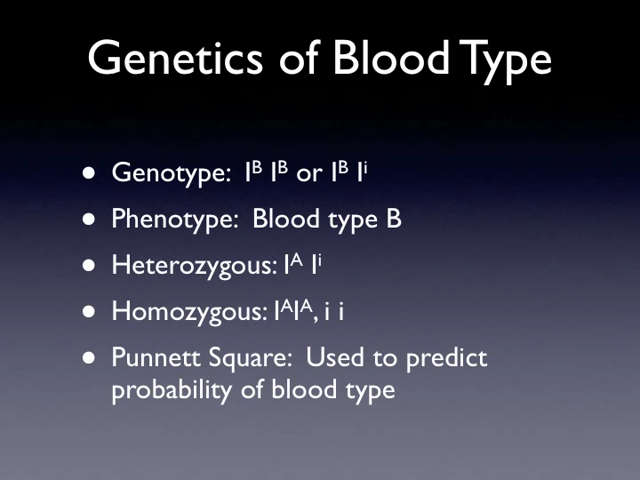 Genetics of Blood Type
• Genotype: Iᴮ Iᴮ or Iᴮ Iⁱ
• Phenotype: Blood type B
• Heterozygous: Iᴬ Iⁱ
• Homozygous: IᴬIᴬ, i i
• Punnett Square: Used to predict
probability of blood type